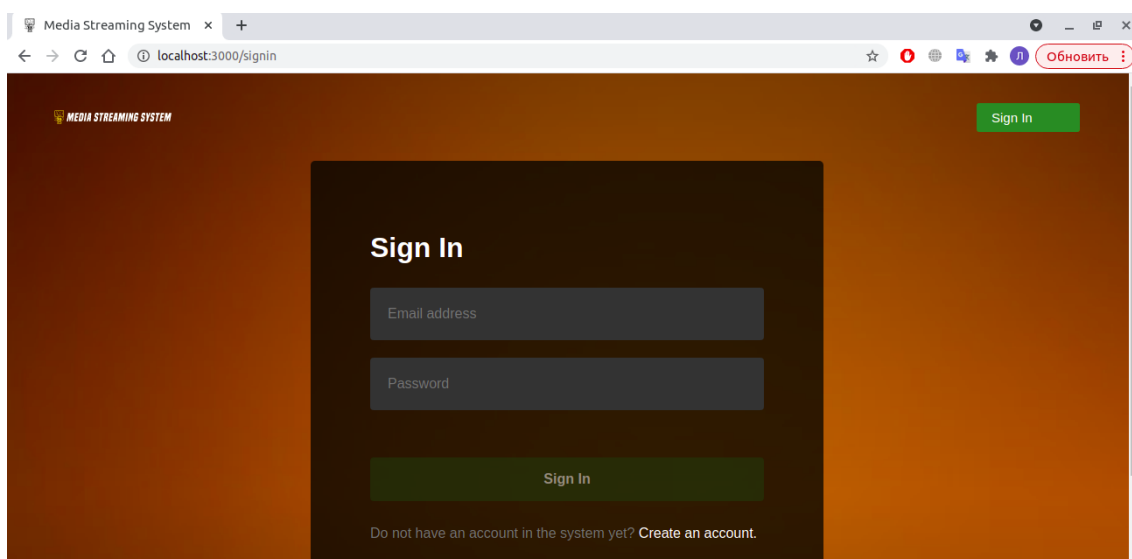 Media Streaming System
localhost:3000/signin
Л
Обновить
MEDIA STREAMING SYSTEM
Sign In
Sign In
Email address
Password
Sign In
Do not have an account in the system yet? Create an account.